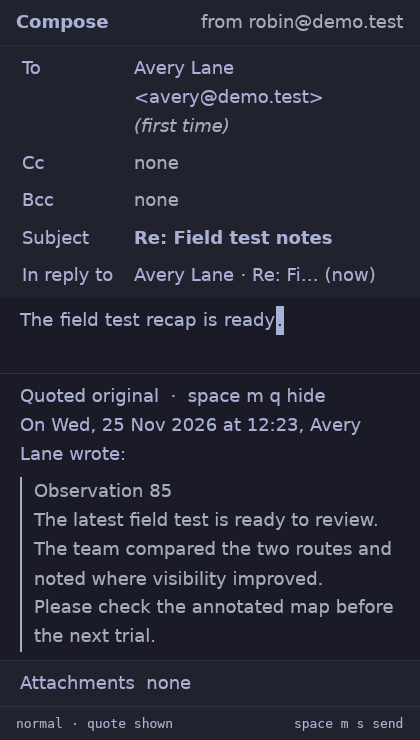 Compose from robin@demo.test
To Avery Lane
<avery@demo.test>
(first time)
Cc none
Bcc none
Subject Re: Field test notes
In reply to Avery Lane · Re: Fi… (now)
The field test recap is ready.
Quoted original · space m q hide
On Wed, 25 Nov 2026 at 12:23, Avery
Lane wrote:
Observation 85
The latest field test is ready to review.
The team compared the two routes and
noted where visibility improved.
Please check the annotated map before
the next trial.
Attachments none
normal · quote shown space m s send